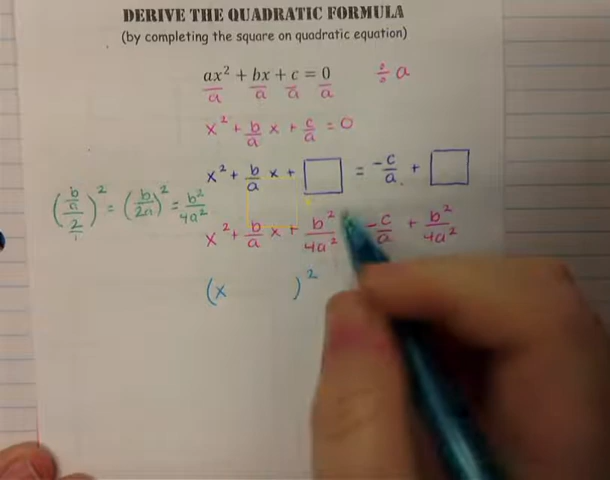 DERIVE THE QUADRATIC FORMULA
(by completing the square on quadratic equation)
ax²/a + bx/a + c/a = 0/a ÷ a
x² + b/a x + c/a = 0
x² + b/a x + □ = -c/a + □
((b/a)/(2/1))² = (b/2a)² = b²/4a²
x² + b/a x + b²/4a² -c/a + b²/4a²
(x )²